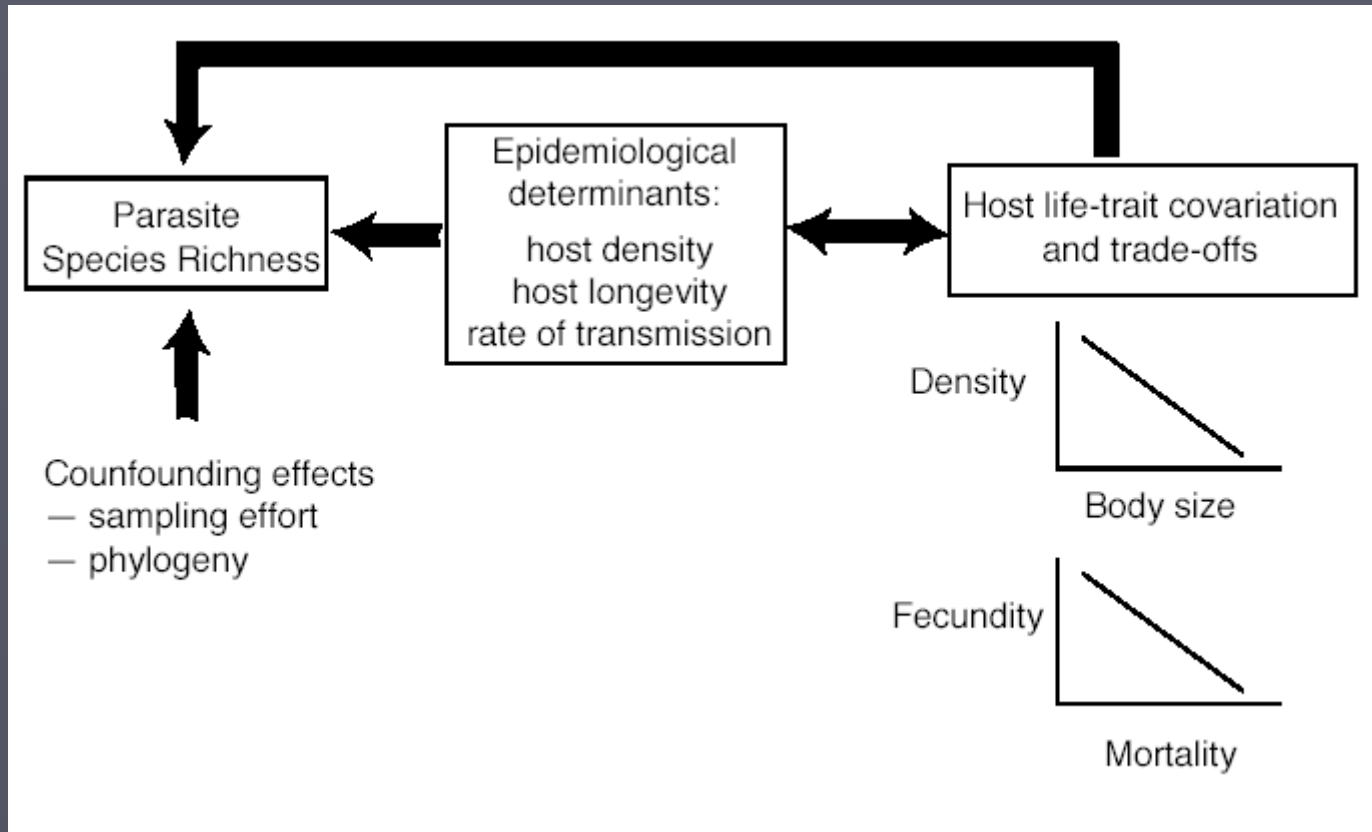 Parasite
Species Richness
Epidemiological
determinants:
host density
host longevity
rate of transmission
Host life-trait covariation
and trade-offs
Counfounding effects
— sampling effort
— phylogeny
Density
Body size
Fecundity
Mortality